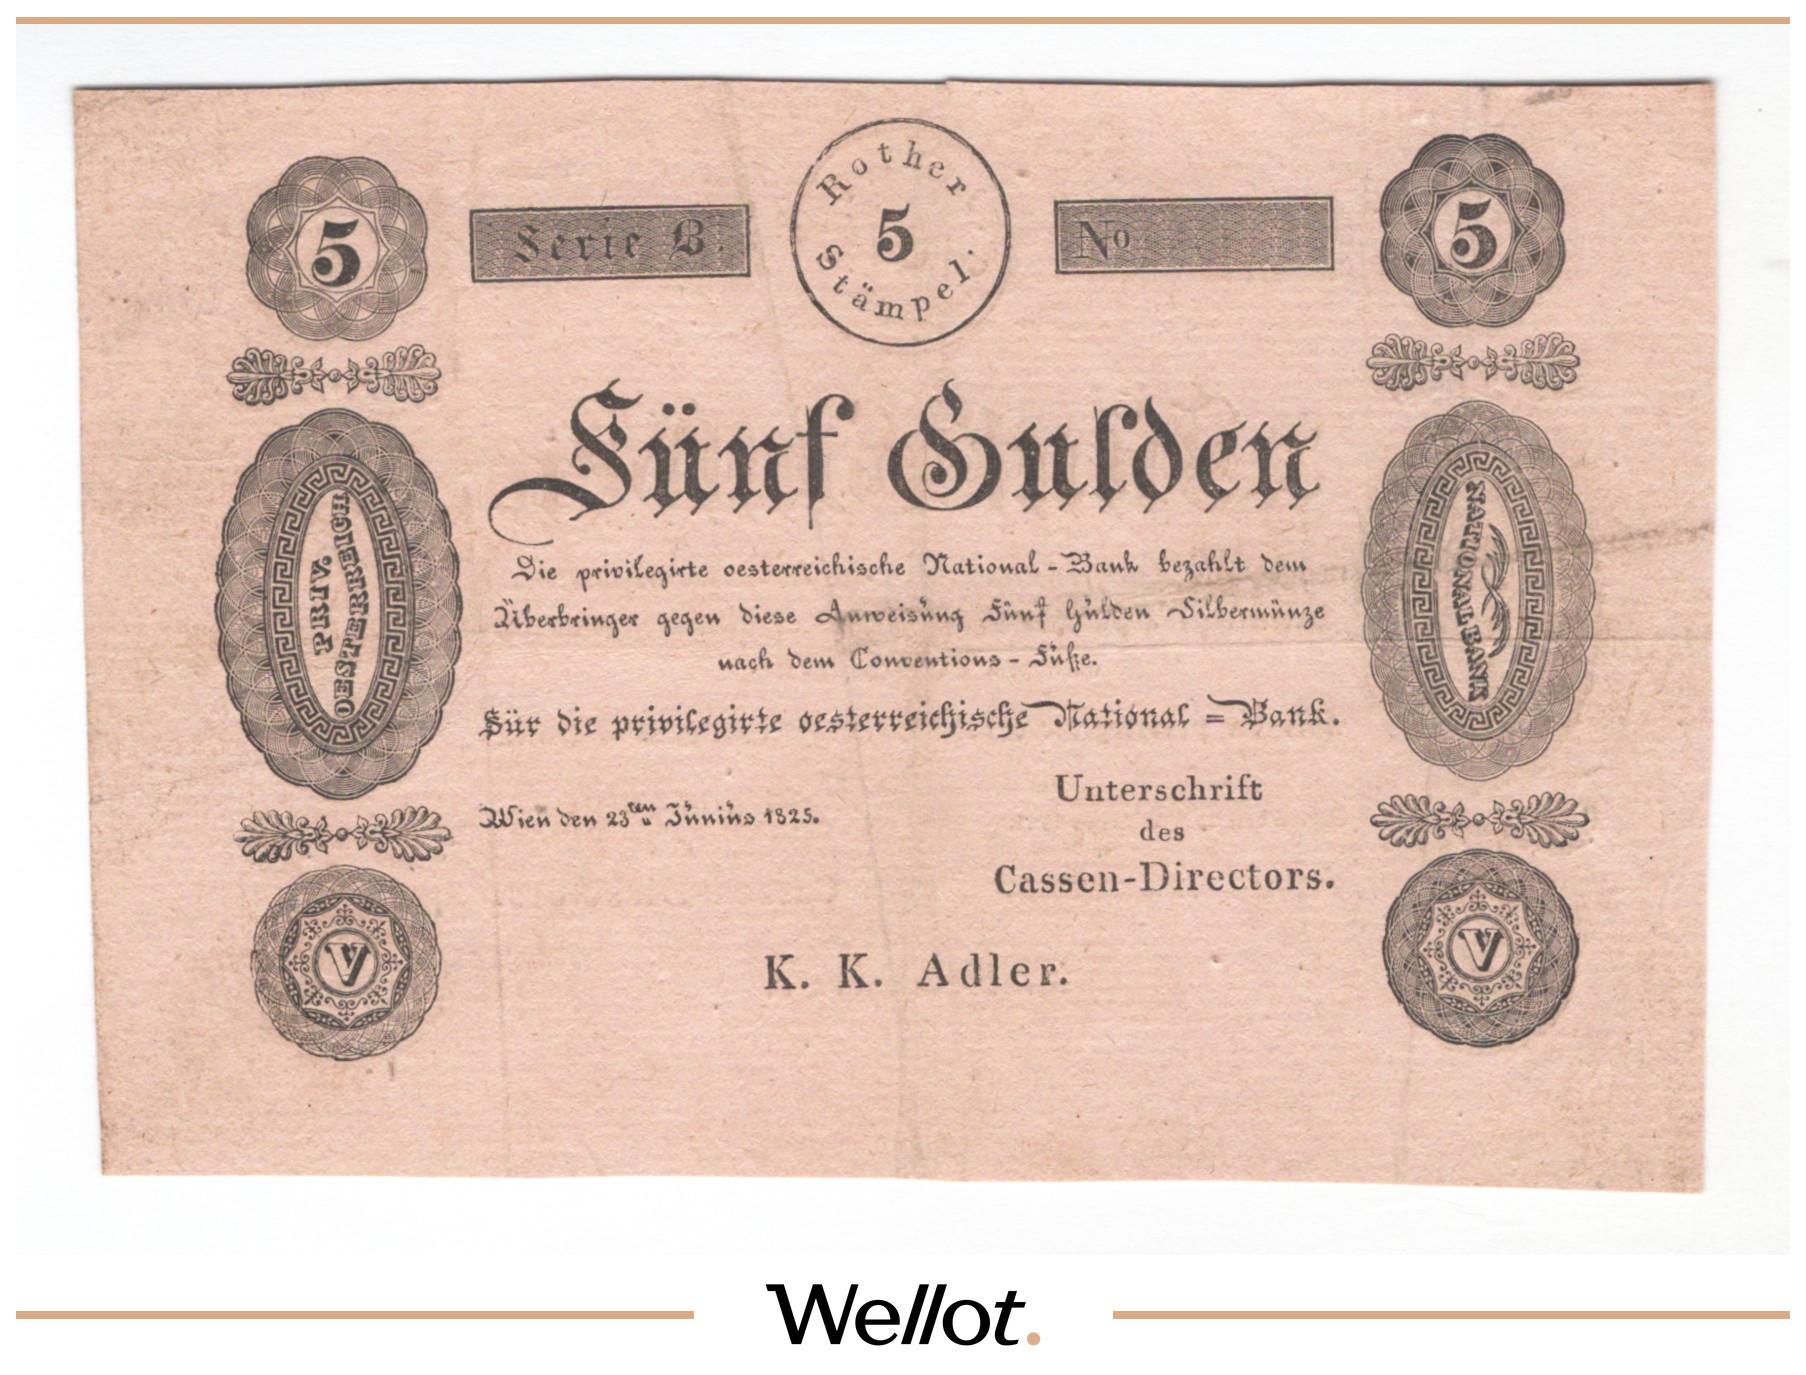 5
Serie B.
Rother
5
Stämpel.
No
5
Fünf Gulden
Die privilegirte oesterreichische National-Bank bezahlt dem
Überbringer gegen diese Anweisung Fünf Gulden Silbermünze
nach dem Conventions-Fuße.
Für die privilegirte oesterreichische National=Bank.
PRIV.
OESTERREICH
NATIONAL BANK
Wien den 23ten Junius 1825.
Unterschrift
des
Cassen-Directors.
K. K. Adler.
V
V
Wellot.